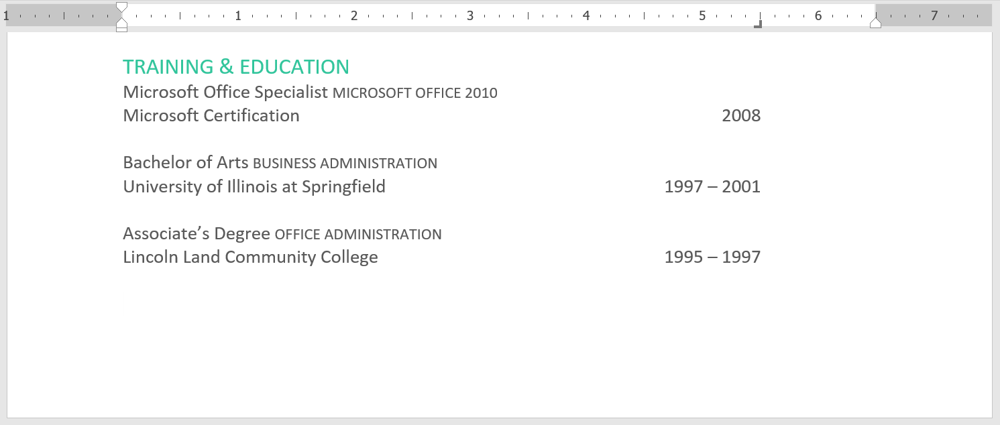 1 1 2 3 4 5 6 7
TRAINING & EDUCATION
Microsoft Office Specialist MICROSOFT OFFICE 2010
Microsoft Certification 2008
Bachelor of Arts BUSINESS ADMINISTRATION
University of Illinois at Springfield 1997 – 2001
Associate’s Degree OFFICE ADMINISTRATION
Lincoln Land Community College 1995 – 1997